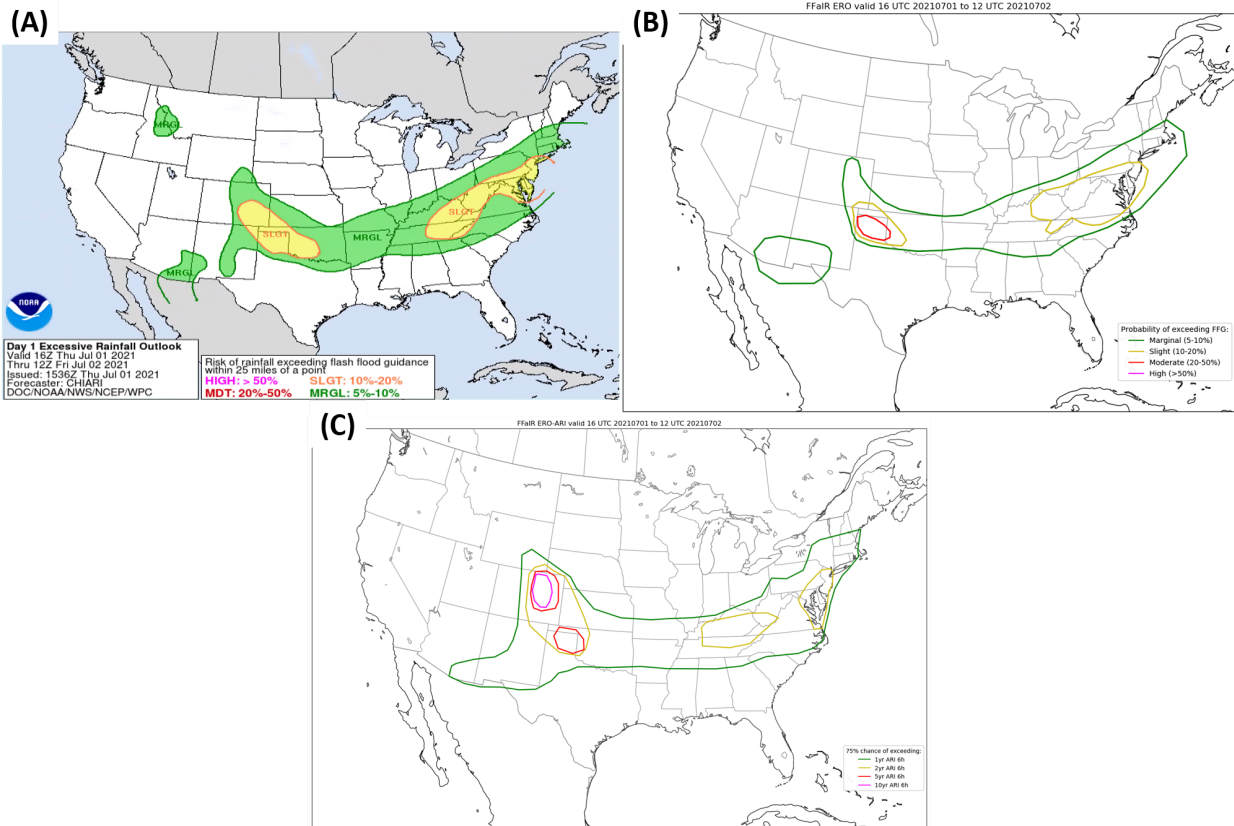 (A)
MRGL
SLGT
MRGL
SLGT
MRGL
NOAA
Day 1 Excessive Rainfall Outlook
Valid 16Z Thu Jul 01 2021
Thru 12Z Fri Jul 02 2021
Issued: 1536Z Thu Jul 01 2021
Forecaster: CHIARI
DOC/NOAA/NWS/NCEP/WPC
Risk of rainfall exceeding flash flood guidance
within 25 miles of a point
HIGH: > 50% SLGT: 10%-20%
MDT: 20%-50% MRGL: 5%-10%
(B)
FFaIR ERO valid 16 UTC 20210701 to 12 UTC 20210702
Probability of exceeding FFG:
Marginal (5-10%)
Slight (10-20%)
Moderate (20-50%)
High (>50%)
(C)
FFaIR ERO-ARI valid 16 UTC 20210701 to 12 UTC 20210702
75% chance of exceeding:
1yr ARI 6h
2yr ARI 6h
5yr ARI 6h
10yr ARI 6h